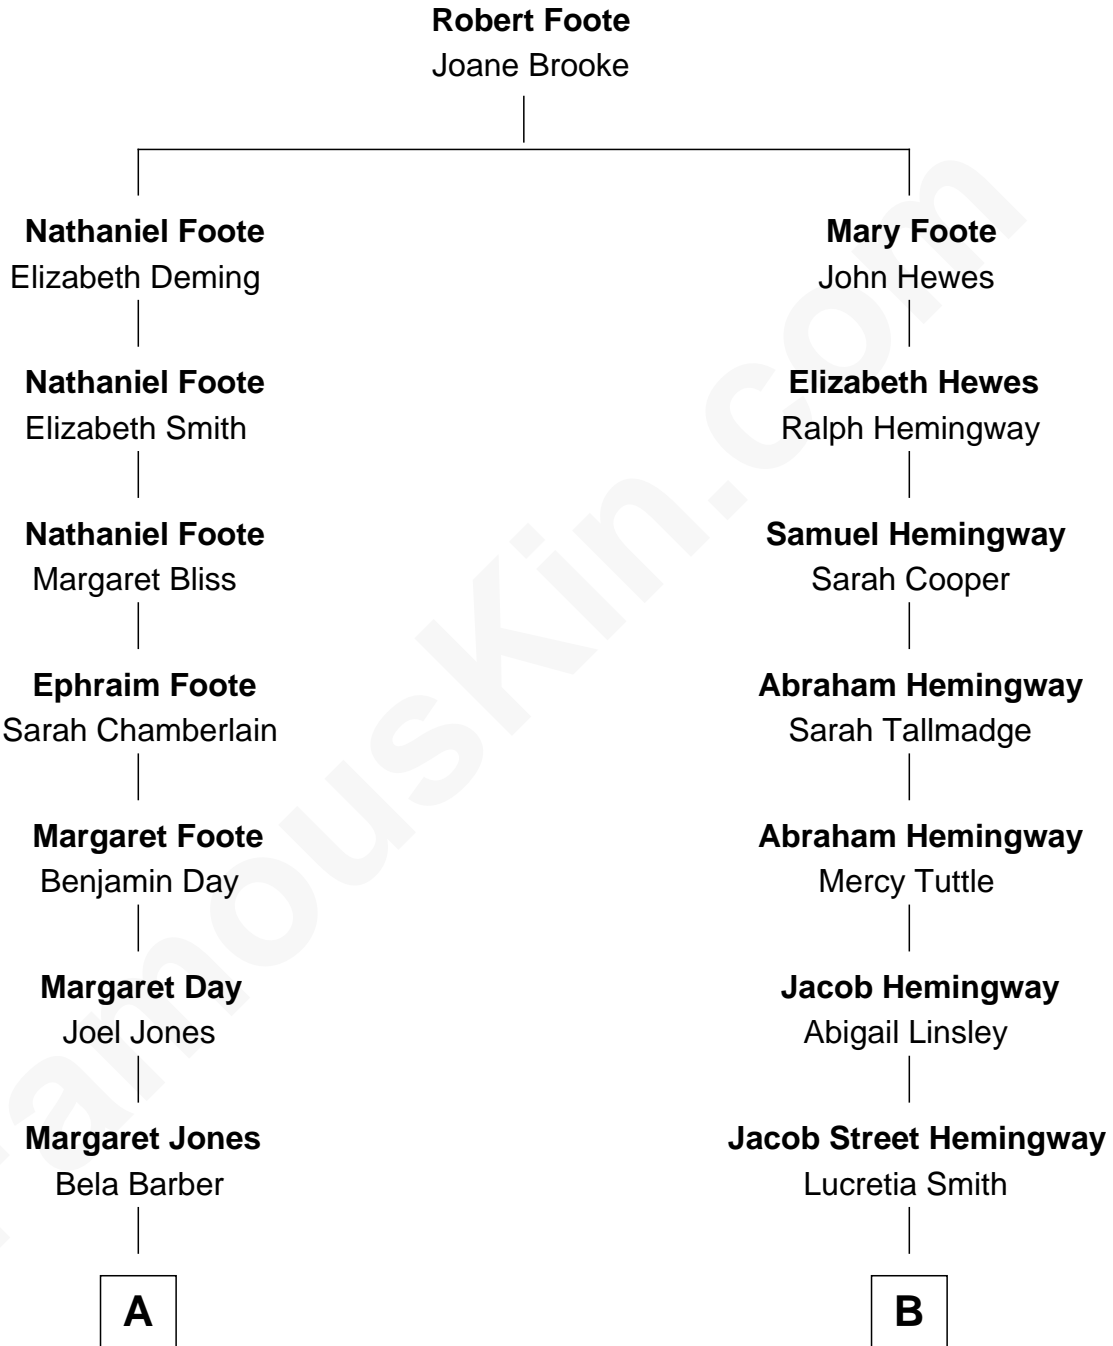 Robert Foote
Joane Brooke
Nathaniel Foote
Elizabeth Deming
Mary Foote
John Hewes
Nathaniel Foote
Elizabeth Smith
Elizabeth Hewes
Ralph Hemingway
Nathaniel Foote
Margaret Bliss
Samuel Hemingway
Sarah Cooper
Ephraim Foote
Sarah Chamberlain
Abraham Hemingway
Sarah Tallmadge
Margaret Foote
Benjamin Day
Abraham Hemingway
Mercy Tuttle
Margaret Day
Joel Jones
Jacob Hemingway
Abigail Linsley
Margaret Jones
Bela Barber
Jacob Street Hemingway
Lucretia Smith
A
B
FamousKin.com